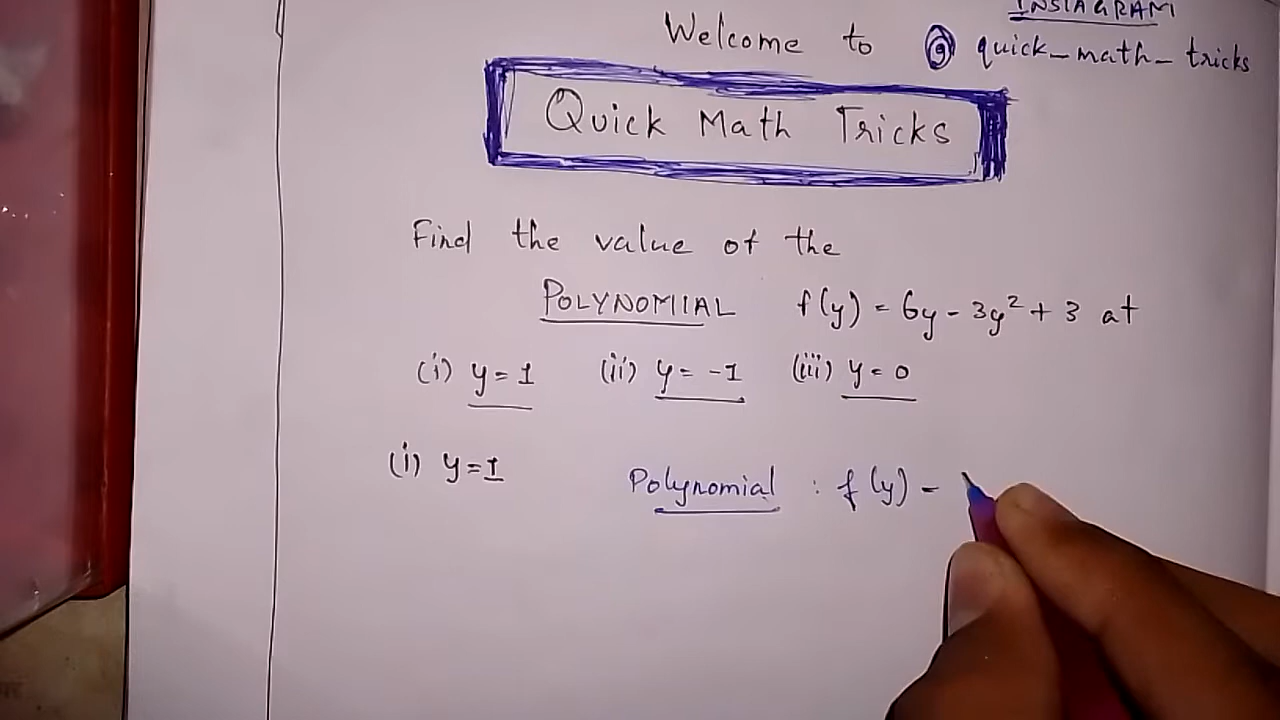 INSTAGRAM
Welcome to @ quick_math_tricks
Quick Math Tricks
Find the value of the
POLYNOMIAL f(y) = 6y - 3y² + 3 at
(i) y = 1 (ii) y = -1 (iii) y = 0
(i) y = 1 Polynomial : f(y) =